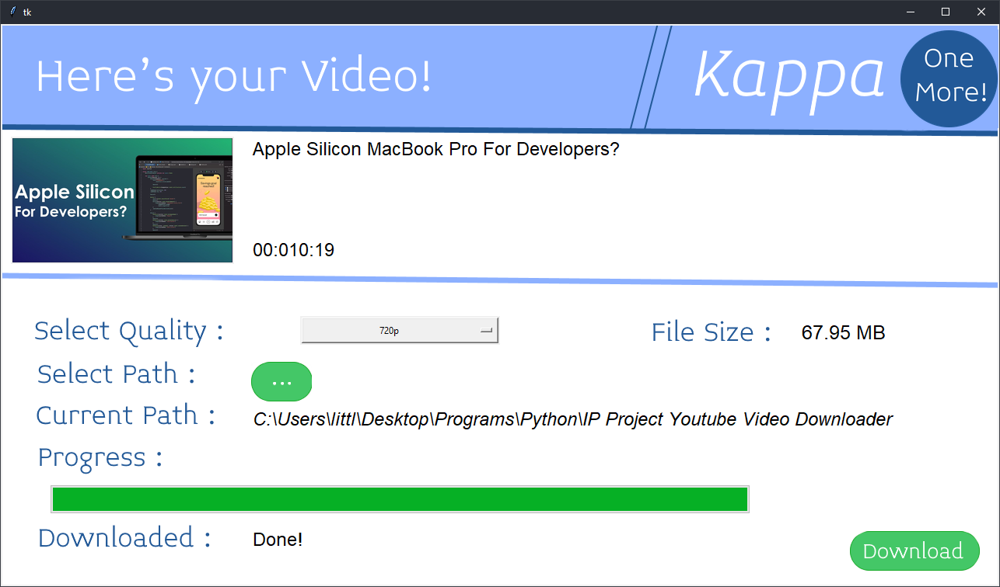 tk
Here's your Video!
Kappa
One
More!
Apple Silicon
For Developers?
Apple Silicon MacBook Pro For Developers?
00:010:19
Select Quality :
720p
File Size :
67.95 MB
Select Path :
...
Current Path :
C:\Users\littl\Desktop\Programs\Python\IP Project Youtube Video Downloader
Progress :
Downloaded :
Done!
Download